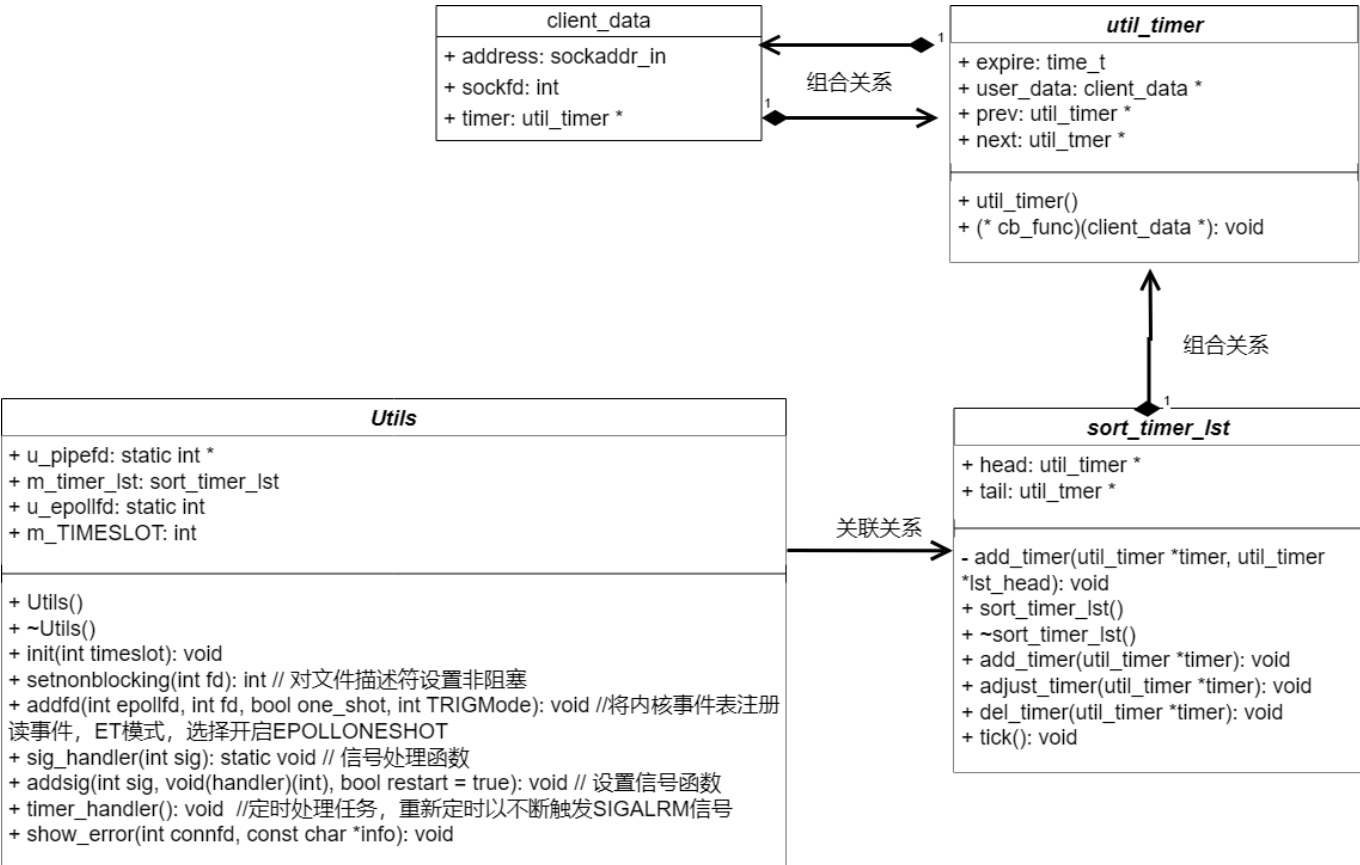 client_data
+ address: sockaddr_in
+ sockfd: int
+ timer: util_timer *
1
组合关系
1
util_timer
+ expire: time_t
+ user_data: client_data *
+ prev: util_timer *
+ next: util_tmer *
+ util_timer()
+ (* cb_func)(client_data *): void
组合关系
1
Utils
+ u_pipefd: static int *
+ m_timer_lst: sort_timer_lst
+ u_epollfd: static int
+ m_TIMESLOT: int
+ Utils()
+ ~Utils()
+ init(int timeslot): void
+ setnonblocking(int fd): int // 对文件描述符设置非阻塞
+ addfd(int epollfd, int fd, bool one_shot, int TRIGMode): void //将内核事件表注册
读事件，ET模式，选择开启EPOLLONESHOT
+ sig_handler(int sig): static void // 信号处理函数
+ addsig(int sig, void(handler)(int), bool restart = true): void // 设置信号函数
+ timer_handler(): void //定时处理任务，重新定时以不断触发SIGALRM信号
+ show_error(int connfd, const char *info): void
关联关系
sort_timer_lst
+ head: util_timer *
+ tail: util_tmer *
- add_timer(util_timer *timer, util_timer
*lst_head): void
+ sort_timer_lst()
+ ~sort_timer_lst()
+ add_timer(util_timer *timer): void
+ adjust_timer(util_timer *timer): void
+ del_timer(util_timer *timer): void
+ tick(): void